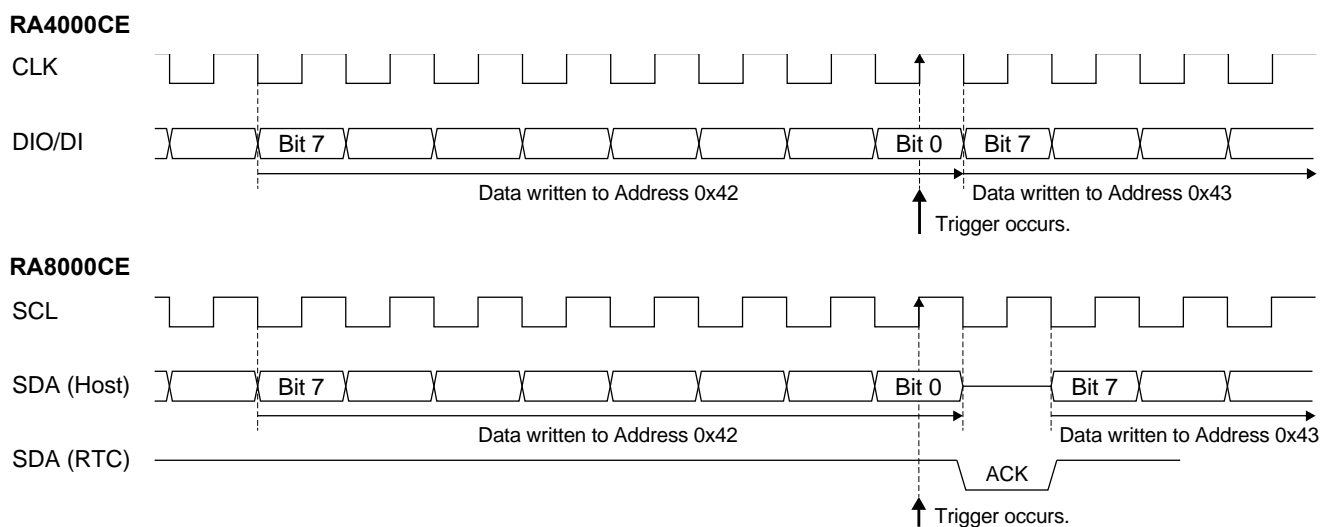 RA4000CE
CLK
DIO/DI Bit 7 Bit 0 Bit 7
Data written to Address 0x42 Data written to Address 0x43
Trigger occurs.
RA8000CE
SCL
SDA (Host) Bit 7 Bit 0 Bit 7
Data written to Address 0x42 Data written to Address 0x43
SDA (RTC) ACK
Trigger occurs.